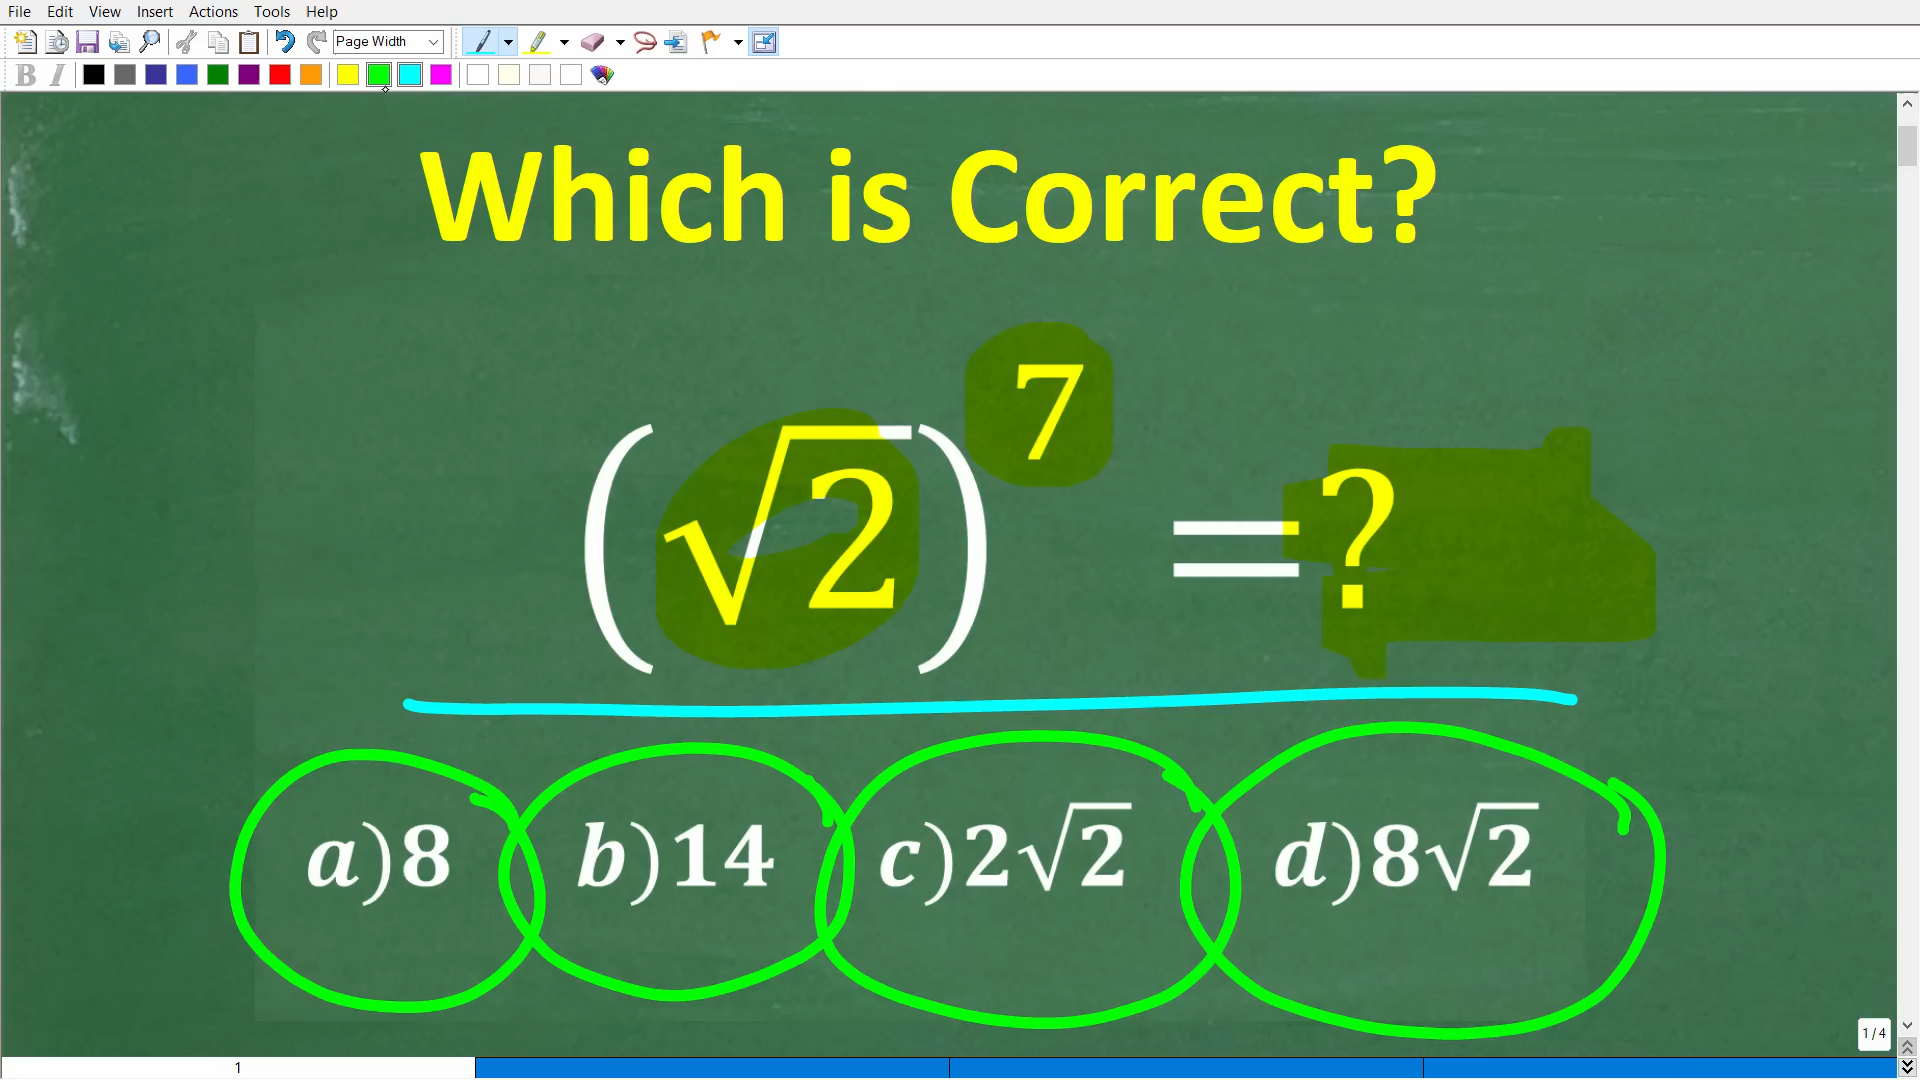 File Edit View Insert Actions Tools Help
Page Width
B I
Which is Correct?
(√2)^7 = ?
a)8 b)14 c)2√2 d)8√2
1 / 4
1